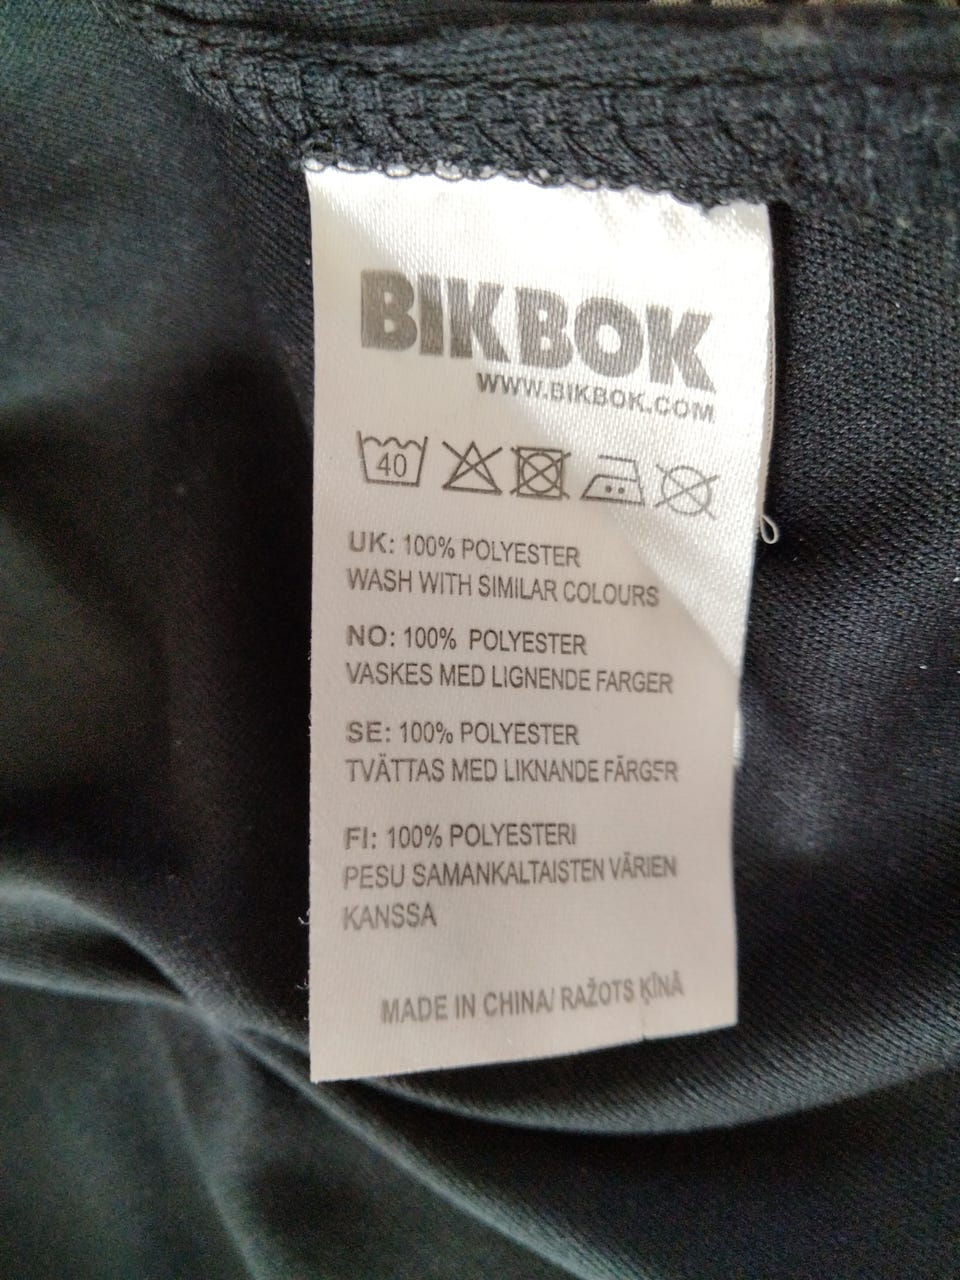 BIKBOK
WWW.BIKBOK.COM
40
UK: 100% POLYESTER
WASH WITH SIMILAR COLOURS
NO: 100% POLYESTER
VASKES MED LIGNENDE FARGER
SE: 100% POLYESTER
TVÄTTAS MED LIKNANDE FÄRGER
FI: 100% POLYESTERI
PESU SAMANKALTAISTEN VÄRIEN
KANSSA
MADE IN CHINA/ RAŽOTS ĶĪNĀ